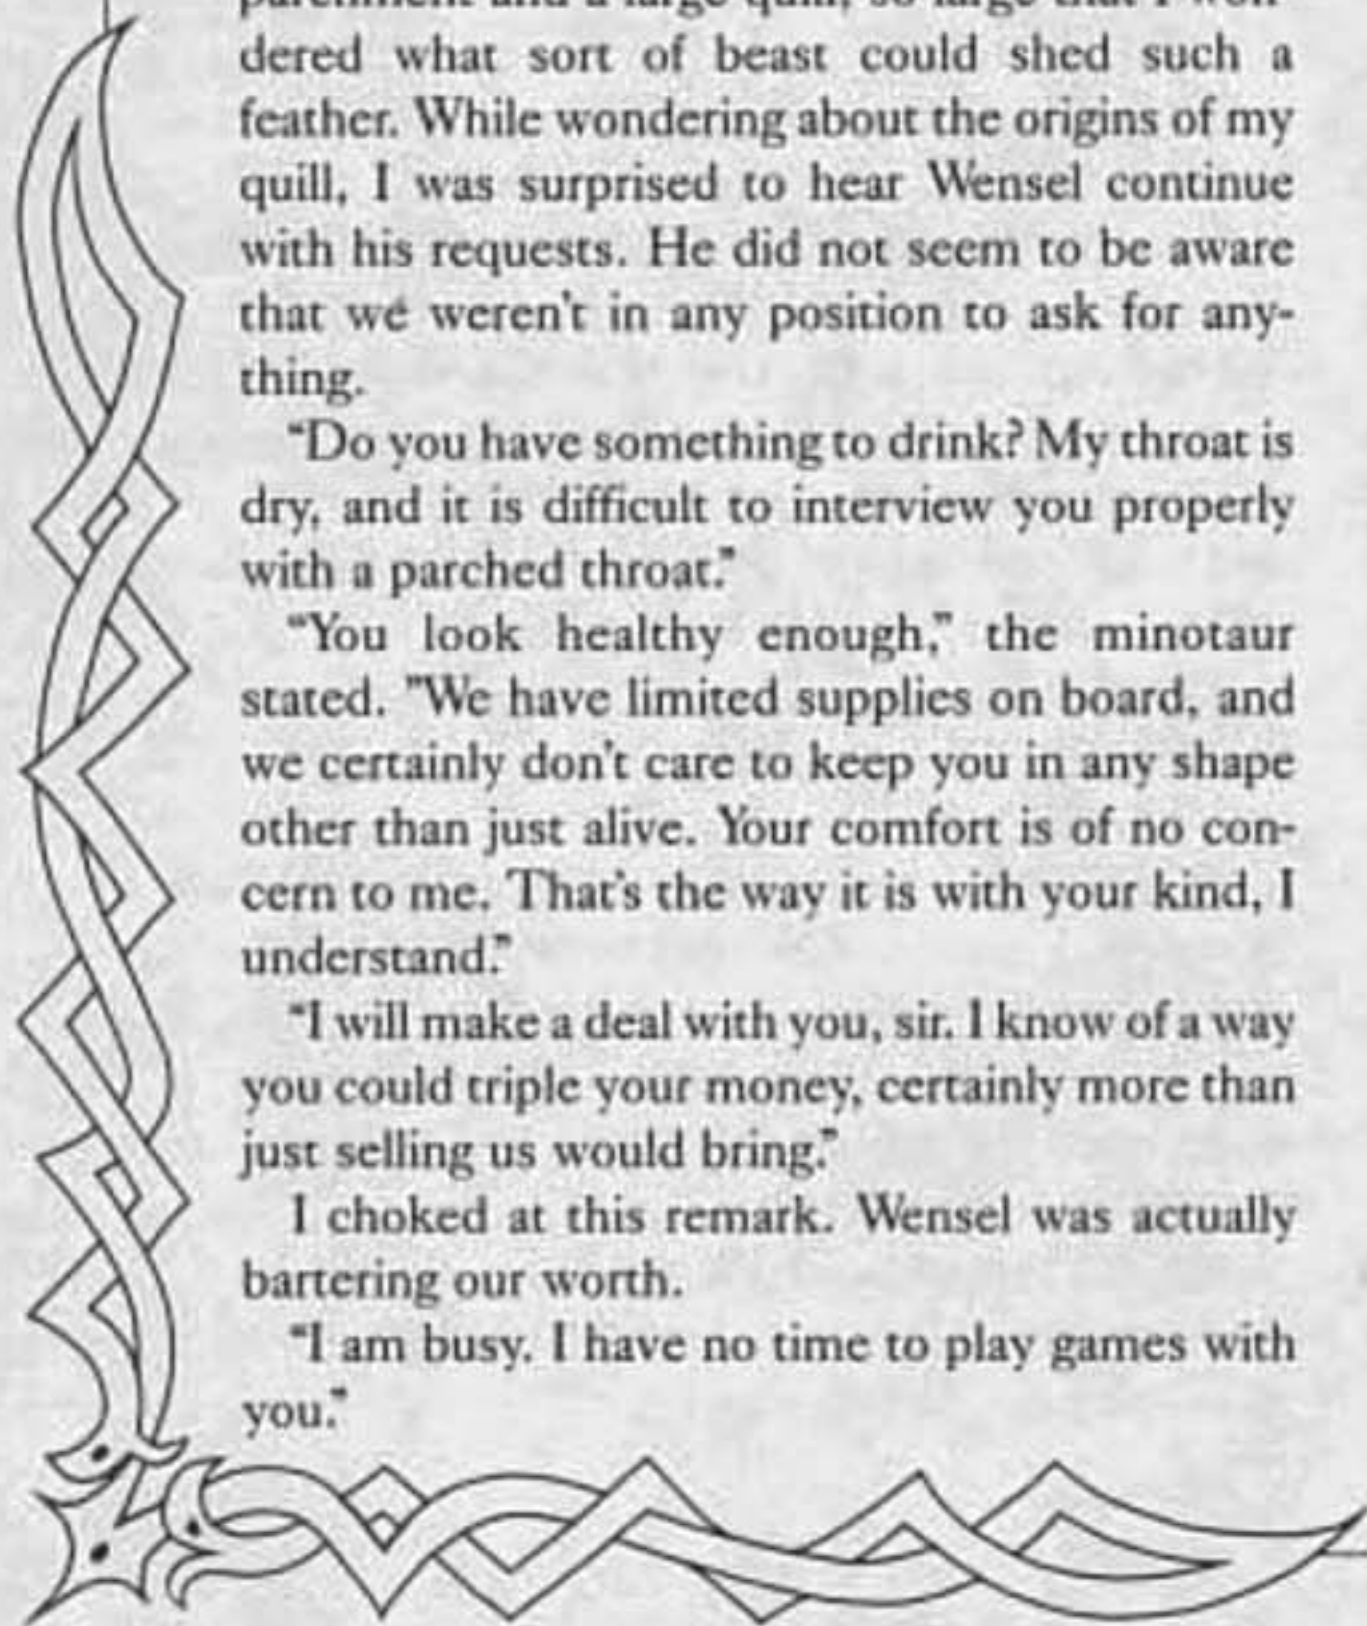 parchment and a large quill, so large that I won-
dered what sort of beast could shed such a
feather. While wondering about the origins of my
quill, I was surprised to hear Wensel continue
with his requests. He did not seem to be aware
that we weren't in any position to ask for any-
thing.
"Do you have something to drink? My throat is
dry, and it is difficult to interview you properly
with a parched throat."
"You look healthy enough," the minotaur
stated. "We have limited supplies on board, and
we certainly don't care to keep you in any shape
other than just alive. Your comfort is of no con-
cern to me. That's the way it is with your kind, I
understand."
"I will make a deal with you, sir. I know of a way
you could triple your money, certainly more than
just selling us would bring."
I choked at this remark. Wensel was actually
bartering our worth.
"I am busy. I have no time to play games with
you."